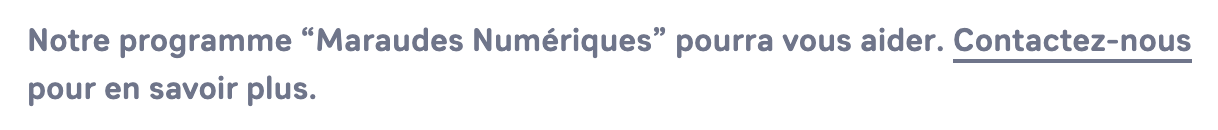 Notre programme “Maraudes Numériques” pourra vous aider. Contactez-nous
pour en savoir plus.